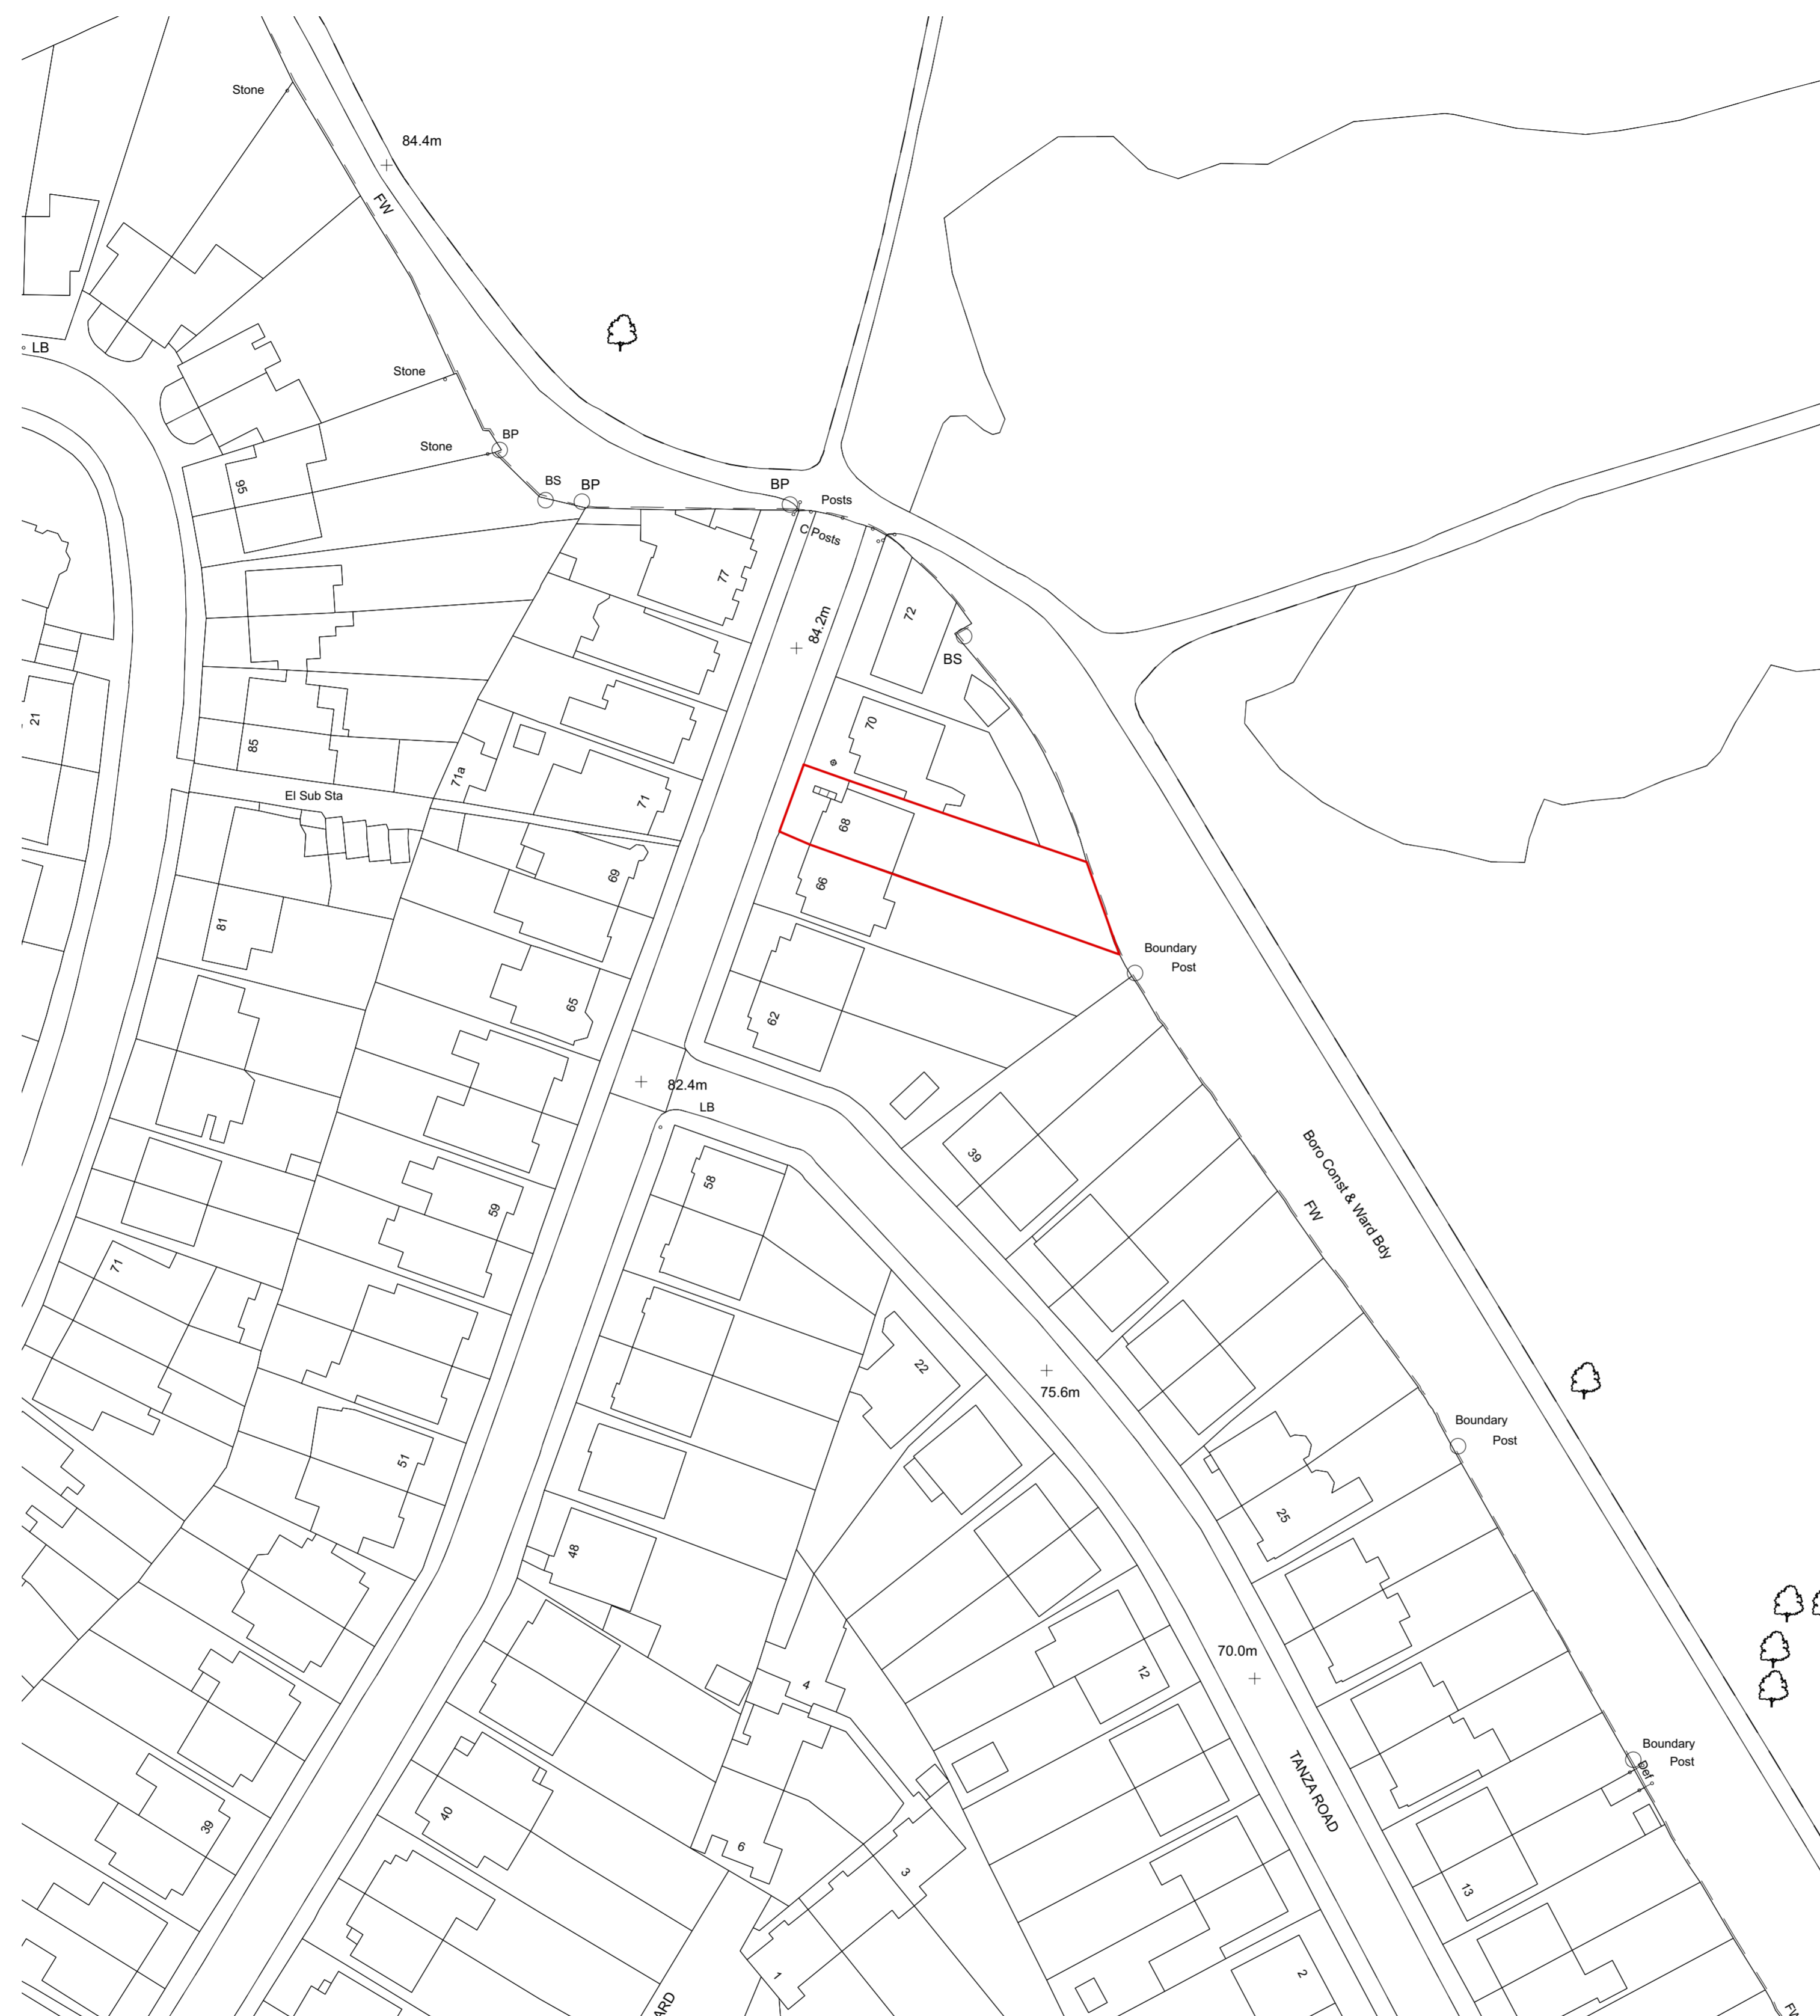 Stone
84.4m
FW
LB
Stone
BP
Stone
95
BS
BP
BP
Posts
C Posts
77
84.2m
72
BS
21
85
71a
70
El Sub Sta
71
68
69
66
81
Boundary
Post
65
62
82.4m
LB
39
58
59
Boro Const & Ward Bdy
FW
71
22
75.6m
Boundary
Post
51
25
48
70.0m
12
4
Boundary
Post
Def
TANZA ROAD
40
39
6
3
13
1
2
ARD
FW